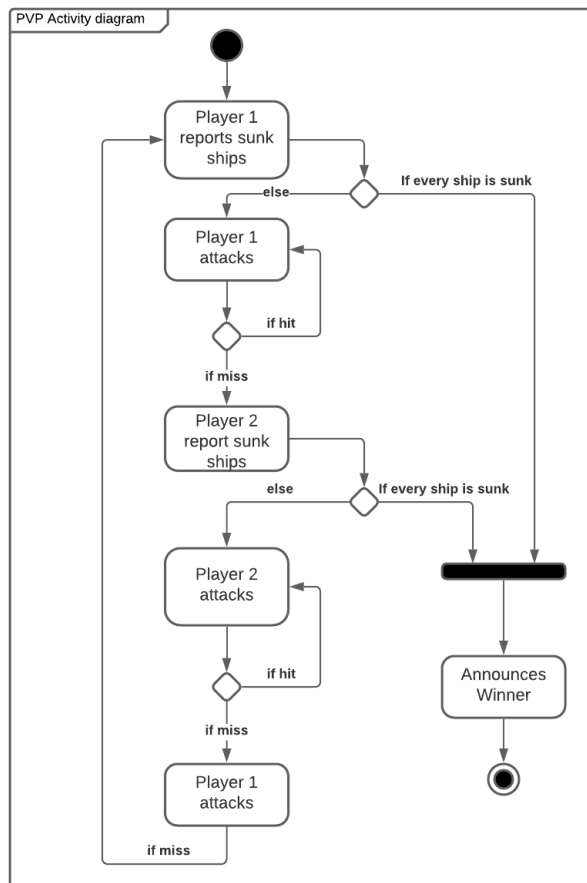 PVP Activity diagram
Player 1
reports sunk
ships
If every ship is sunk
else
Player 1
attacks
if hit
if miss
Player 2
report sunk
ships
else
If every ship is sunk
Player 2
attacks
if hit
Announces
Winner
if miss
Player 1
attacks
if miss